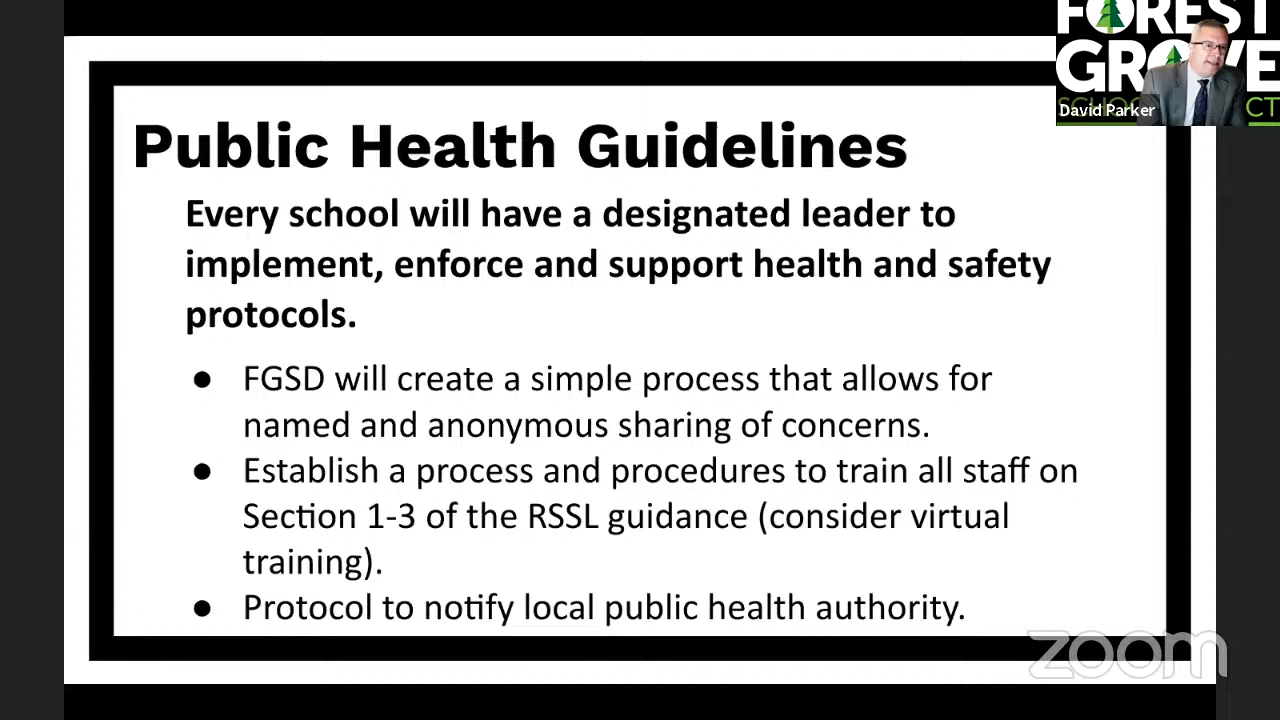 FOREST
GROVE
David Parker
CT
Public Health Guidelines
Every school will have a designated leader to
implement, enforce and support health and safety
protocols.
● FGSD will create a simple process that allows for
named and anonymous sharing of concerns.
● Establish a process and procedures to train all staff on
Section 1-3 of the RSSL guidance (consider virtual
training).
● Protocol to notify local public health authority.
zoom